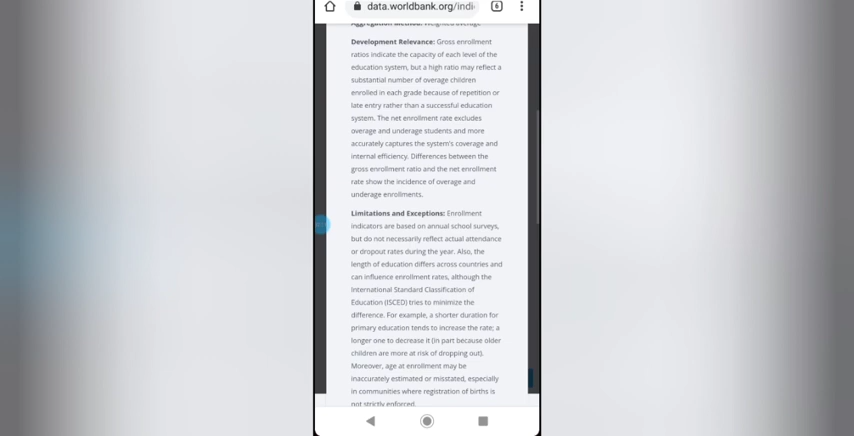 data.worldbank.org/indi
6
Aggregation Method: Weighted average
Development Relevance: Gross enrollment
ratios indicate the capacity of each level of the
education system, but a high ratio may reflect a
substantial number of overage children
enrolled in each grade because of repetition or
late entry rather than a successful education
system. The net enrollment rate excludes
overage and underage students and more
accurately captures the system's coverage and
internal efficiency. Differences between the
gross enrollment ratio and the net enrollment
rate show the incidence of overage and
underage enrollments.
Limitations and Exceptions: Enrollment
indicators are based on annual school surveys,
but do not necessarily reflect actual attendance
or dropout rates during the year. Also, the
length of education differs across countries and
can influence enrollment rates, although the
International Standard Classification of
Education (ISCED) tries to minimize the
difference. For example, a shorter duration for
primary education tends to increase the rate; a
longer one to decrease it (in part because older
children are more at risk of dropping out).
Moreover, age at enrollment may be
inaccurately estimated or misstated, especially
in communities where registration of births is
not strictly enforced.